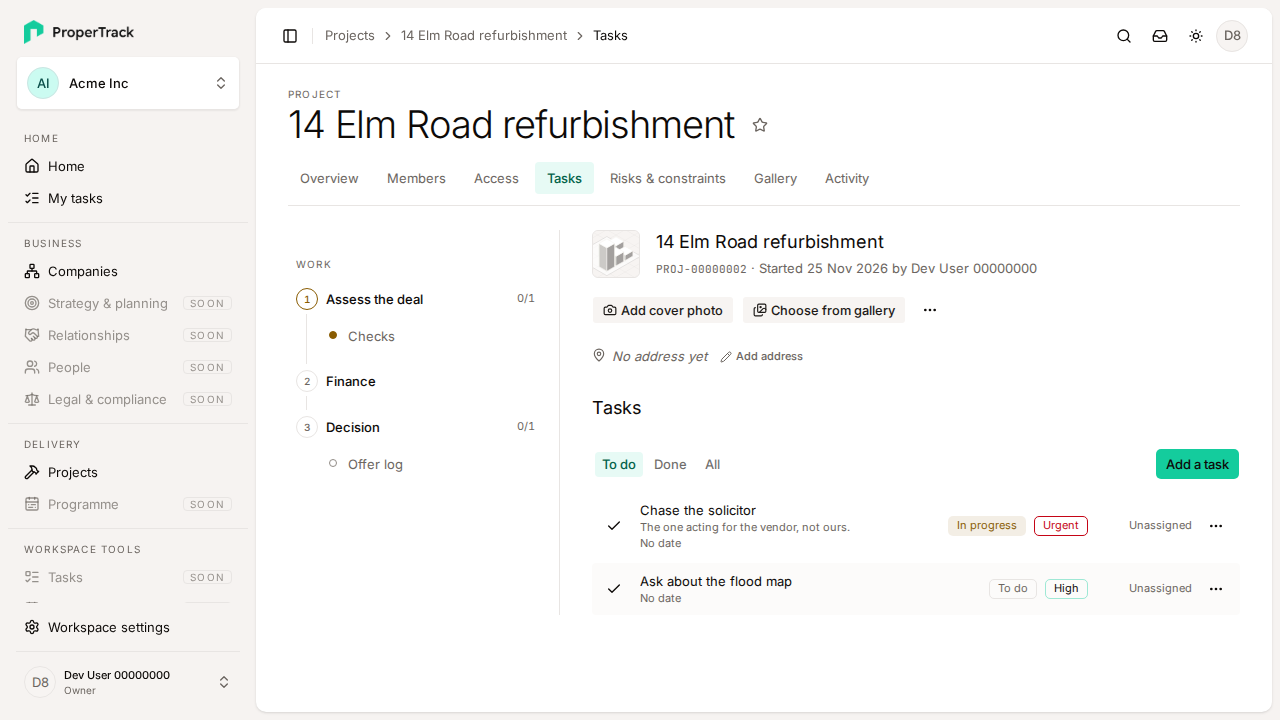 ProperTrack
AI
Acme Inc
HOME
Home
My tasks
BUSINESS
Companies
Strategy & planning SOON
Relationships SOON
People SOON
Legal & compliance SOON
DELIVERY
Projects
Programme SOON
WORKSPACE TOOLS
Tasks SOON
Workspace settings
D8
Dev User 00000000
Owner
Projects > 14 Elm Road refurbishment > Tasks
D8
PROJECT
14 Elm Road refurbishment
Overview Members Access Tasks Risks & constraints Gallery Activity
WORK
1 Assess the deal 0/1
Checks
2 Finance
3 Decision 0/1
Offer log
14 Elm Road refurbishment
PROJ-00000002 · Started 25 Nov 2026 by Dev User 00000000
Add cover photo Choose from gallery
No address yet Add address
Tasks
To do Done All Add a task
Chase the solicitor
The one acting for the vendor, not ours.
No date
In progress Urgent Unassigned
Ask about the flood map
No date
To do High Unassigned